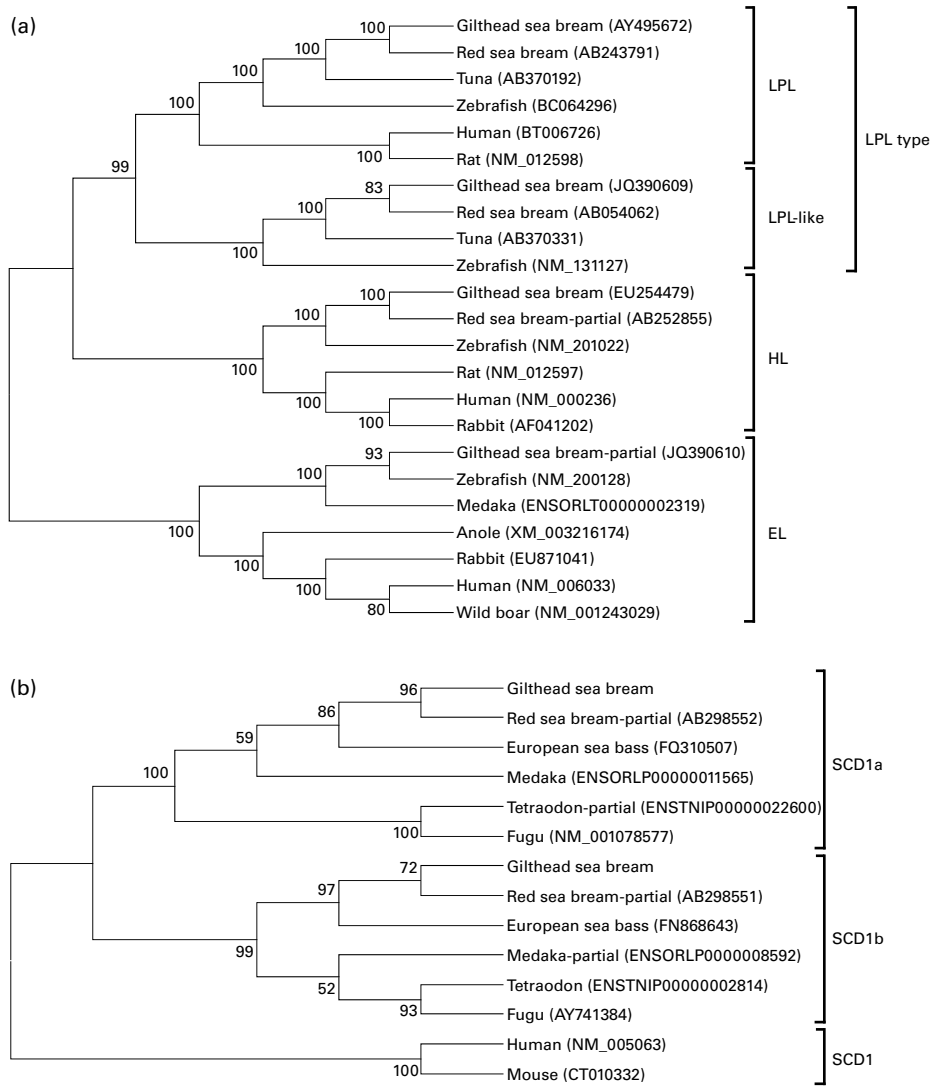 (a)
100
Gilthead sea bream (AY495672)
100
Red sea bream (AB243791)
100
Tuna (AB370192)
100
Zebrafish (BC064296)
Human (BT006726)
100
Rat (NM_012598)
LPL
99
83
Gilthead sea bream (JQ390609)
100
Red sea bream (AB054062)
Tuna (AB370331)
100
Zebrafish (NM_131127)
LPL-like
LPL type
100
Gilthead sea bream (EU254479)
100
Red sea bream-partial (AB252855)
Zebrafish (NM_201022)
100
Rat (NM_012597)
100
Human (NM_000236)
100
Rabbit (AF041202)
HL
93
Gilthead sea bream-partial (JQ390610)
100
Zebrafish (NM_200128)
Medaka (ENSORLT00000002319)
100
Anole (XM_003216174)
100
Rabbit (EU871041)
100
Human (NM_006033)
80
Wild boar (NM_001243029)
EL
(b)
96
Gilthead sea bream
86
Red sea bream-partial (AB298552)
59
European sea bass (FQ310507)
100
Medaka (ENSORLP00000011565)
Tetraodon-partial (ENSTNIP00000022600)
100
Fugu (NM_001078577)
SCD1a
72
Gilthead sea bream
97
Red sea bream-partial (AB298551)
European sea bass (FN868643)
99
Medaka-partial (ENSORLP0000008592)
52
Tetraodon (ENSTNIP00000002814)
93
Fugu (AY741384)
SCD1b
Human (NM_005063)
100
Mouse (CT010332)
SCD1